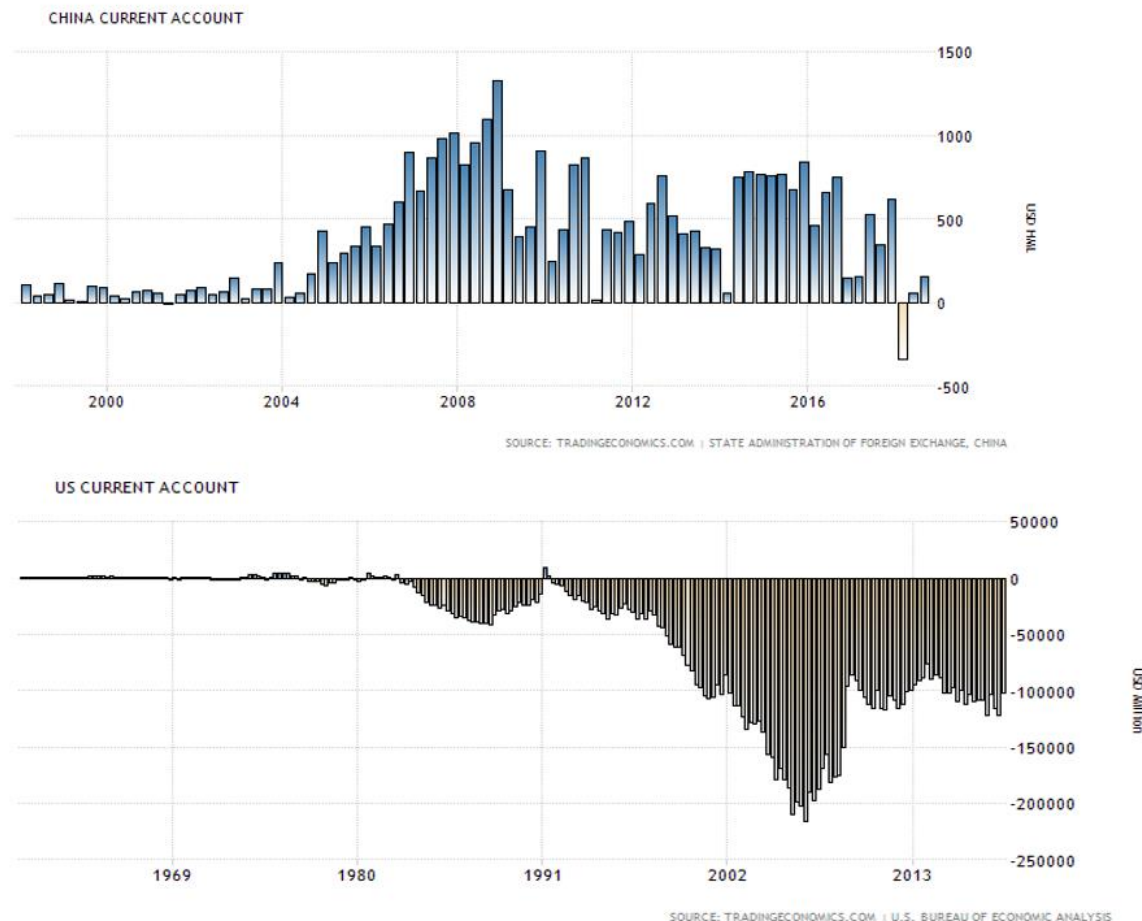 CHINA CURRENT ACCOUNT
1500
1000
500
0
-500
USD HML
2000 2004 2008 2012 2016
SOURCE: TRADINGECONOMICS.COM | STATE ADMINISTRATION OF FOREIGN EXCHANGE, CHINA
US CURRENT ACCOUNT
50000
0
-50000
-100000
-150000
-200000
-250000
USD Million
1969 1980 1991 2002 2013
SOURCE: TRADINGECONOMICS.COM | U.S. BUREAU OF ECONOMIC ANALYSIS